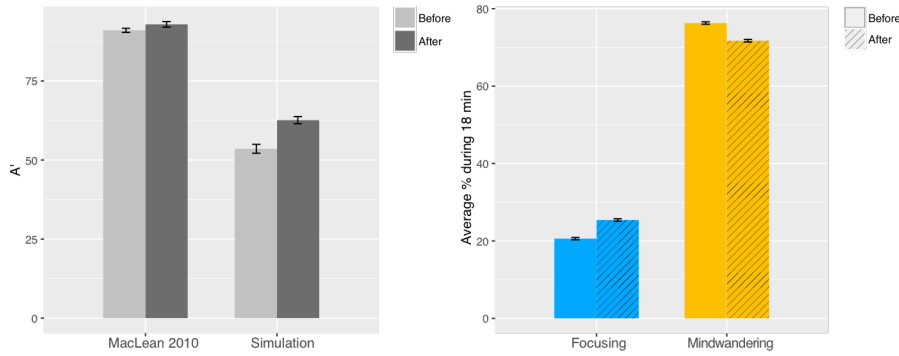 A'
75
50
25
0
MacLean 2010
Simulation
Before
After
Average % during 18 min
80
60
40
20
0
Focusing
Mindwandering
Before
After